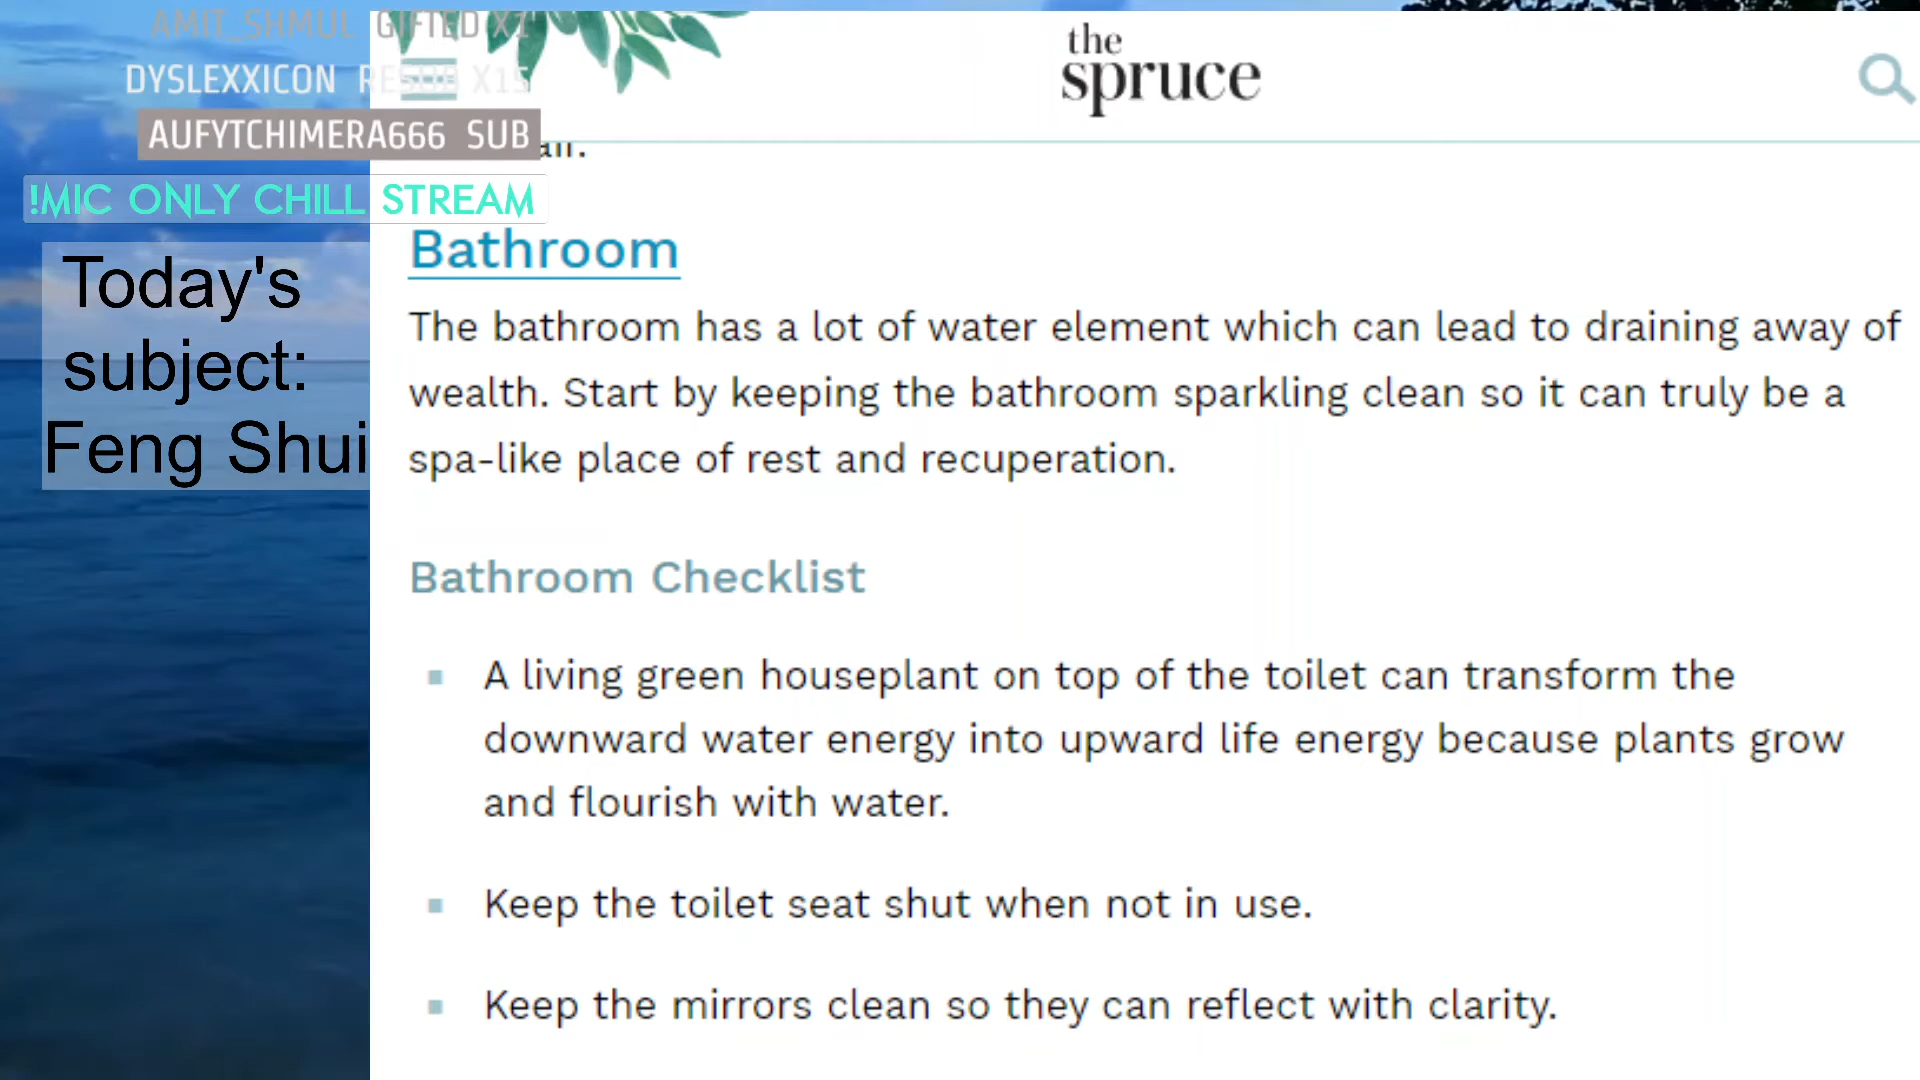 AMIT_SHMUL GIFTED X1
DYSLEXXICON RESUB X15
AUFYTCHIMERA666 SUB
!MIC ONLY CHILL STREAM
Today's
subject:
Feng Shui
the
spruce
Bathroom
The bathroom has a lot of water element which can lead to draining away of
wealth. Start by keeping the bathroom sparkling clean so it can truly be a
spa-like place of rest and recuperation.
Bathroom Checklist
A living green houseplant on top of the toilet can transform the
downward water energy into upward life energy because plants grow
and flourish with water.
Keep the toilet seat shut when not in use.
Keep the mirrors clean so they can reflect with clarity.